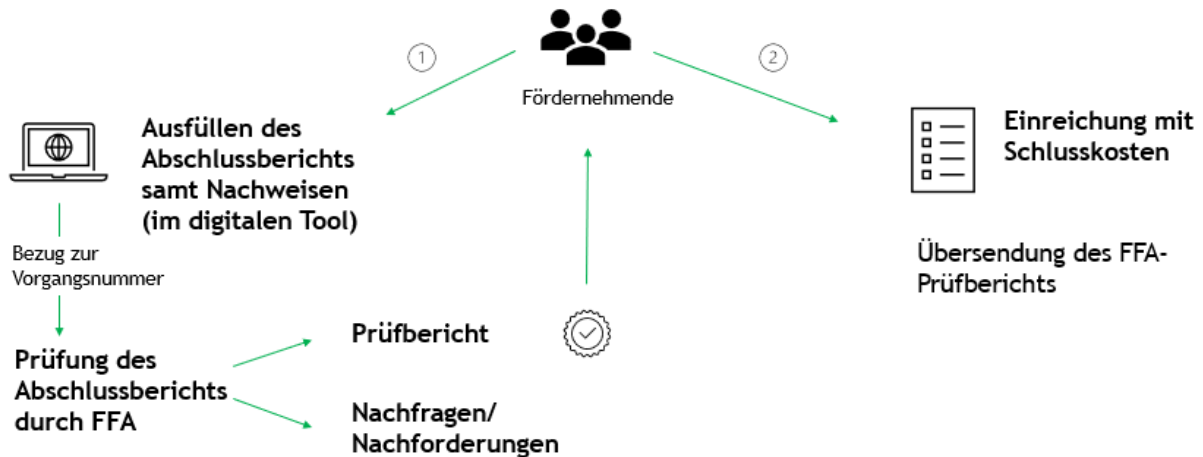 1
2
Fördernehmende
Ausfüllen des
Abschlussberichts
samt Nachweisen
(im digitalen Tool)
Einreichung mit
Schlusskosten
Bezug zur
Vorgangsnummer
Übersendung des FFA-
Prüfberichts
Prüfbericht
Prüfung des
Abschlussberichts
durch FFA
Nachfragen/
Nachforderungen